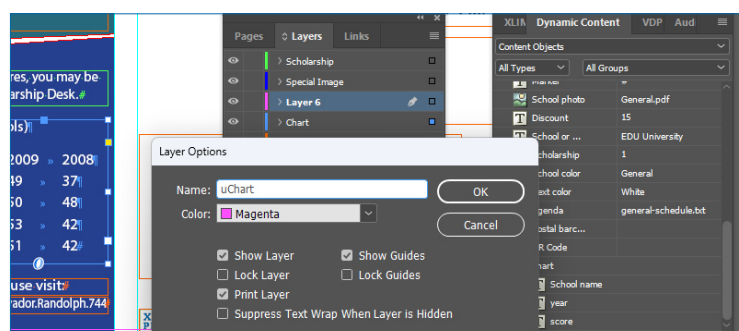 res, you may be
arship Desk.#
ols)¶
2009 » 2008¶
49 » 37¶
50 » 48¶
53 » 42¶
51 » 42#
use visit:#
vador.Randolph.744
Pages
Layers
Links
Scholarship
Special Image
Layer 6
Chart
Layer Options
Name: uChart
Color: Magenta
OK
Cancel
Show Layer
Show Guides
Lock Layer
Lock Guides
Print Layer
Suppress Text Wrap When Layer is Hidden
XLIM
Dynamic Content
VDP
Aud
Content Objects
All Types
All Groups
School photo General.pdf
Discount 15
School or ... EDU University
cholarship 1
chool color General
ext color White
genda general-schedule.txt
ostal barc...
R Code
hart
School name
year
score